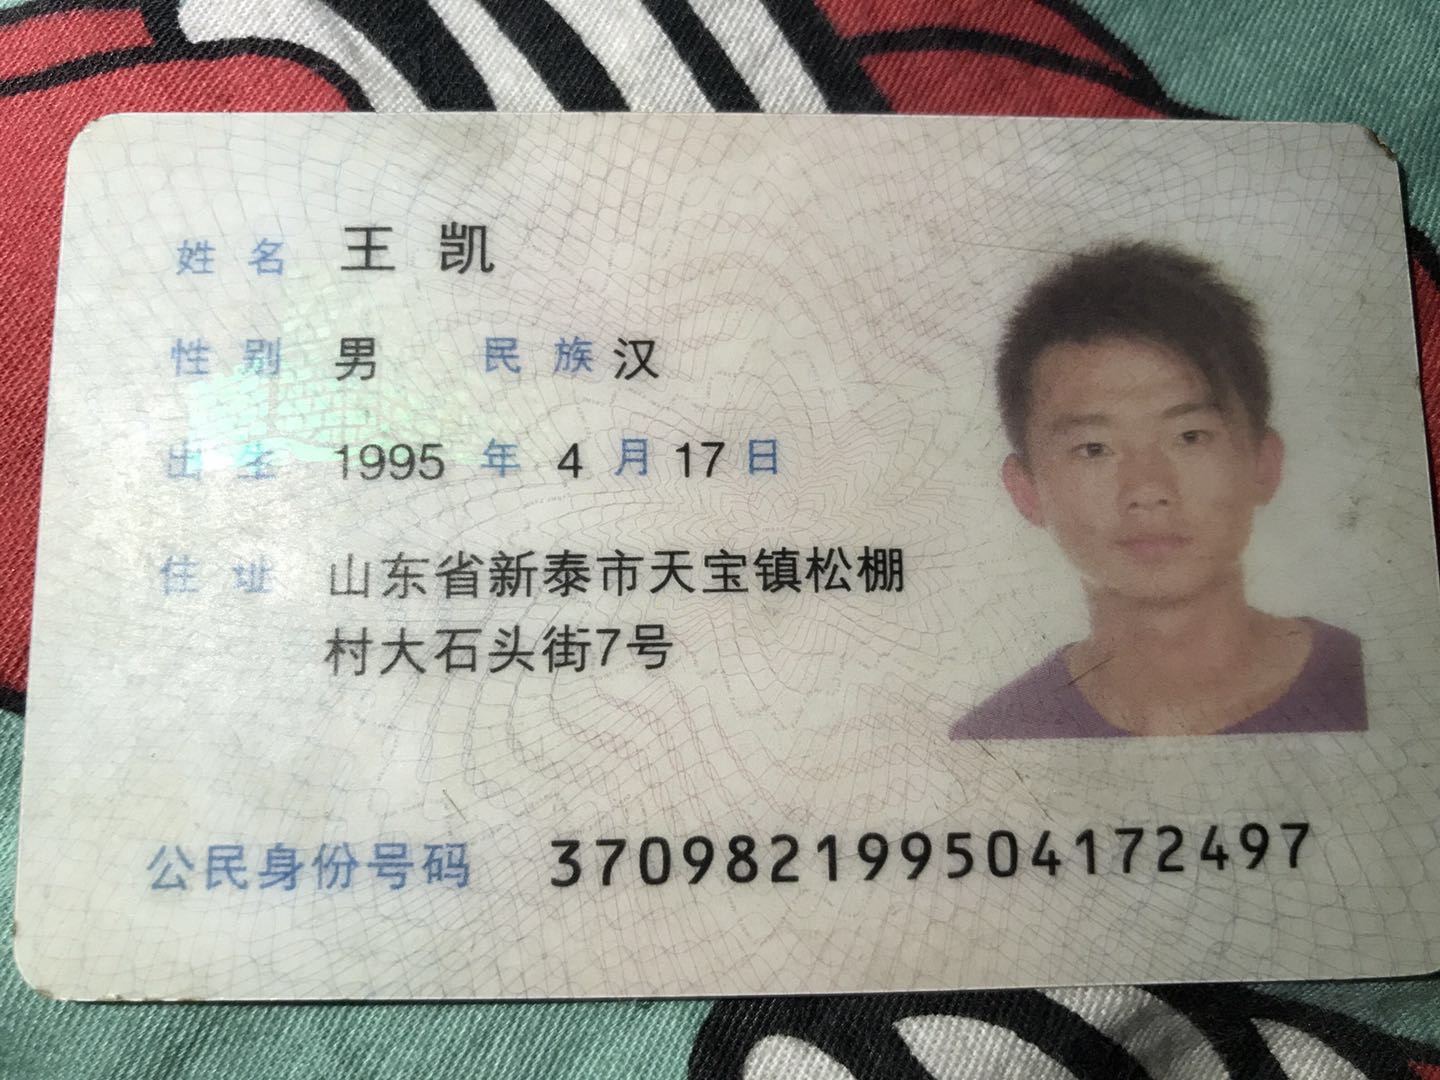 姓名 王凯
性别 男 民族 汉
出生 1995 年 4 月 17 日
住址 山东省新泰市天宝镇松棚
村大石头街7号
公民身份号码 370982199504172497